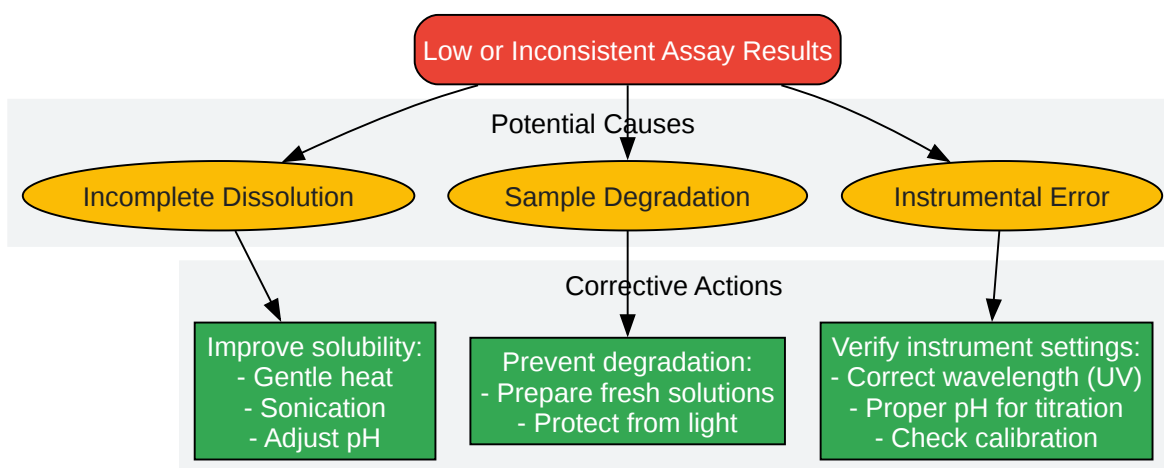 Low or Inconsistent Assay Results
Potential Causes
Incomplete Dissolution
Sample Degradation
Instrumental Error
Corrective Actions
Improve solubility:
- Gentle heat
- Sonication
- Adjust pH
Prevent degradation:
- Prepare fresh solutions
- Protect from light
Verify instrument settings:
- Correct wavelength (UV)
- Proper pH for titration
- Check calibration